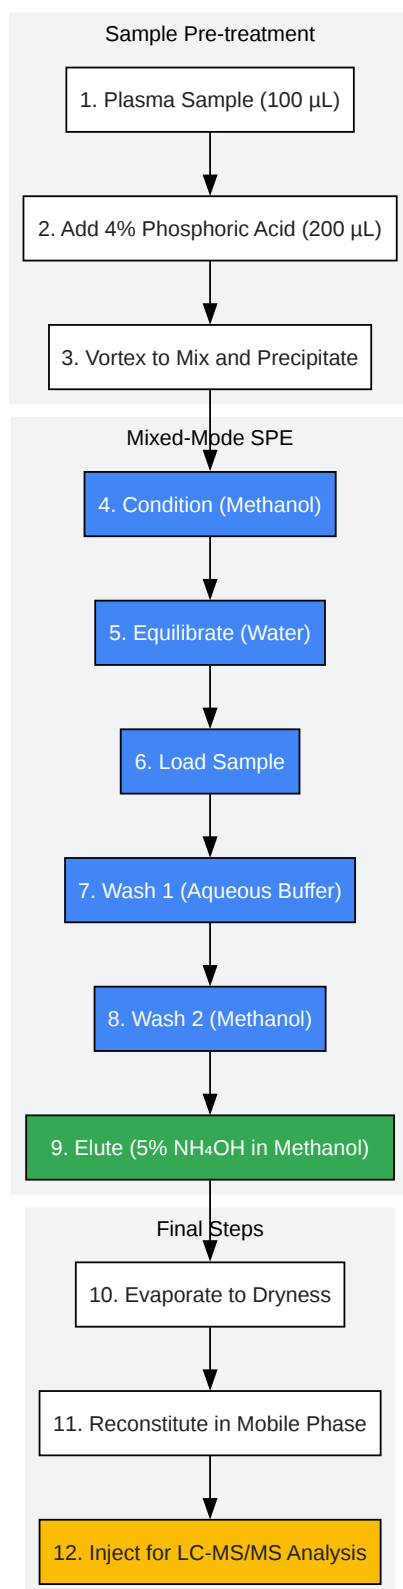 Sample Pre-treatment
1. Plasma Sample (100 µL)
2. Add 4% Phosphoric Acid (200 µL)
3. Vortex to Mix and Precipitate
Mixed-Mode SPE
4. Condition (Methanol)
5. Equilibrate (Water)
6. Load Sample
7. Wash 1 (Aqueous Buffer)
8. Wash 2 (Methanol)
9. Elute (5% NH₄OH in Methanol)
Final Steps
10. Evaporate to Dryness
11. Reconstitute in Mobile Phase
12. Inject for LC-MS/MS Analysis